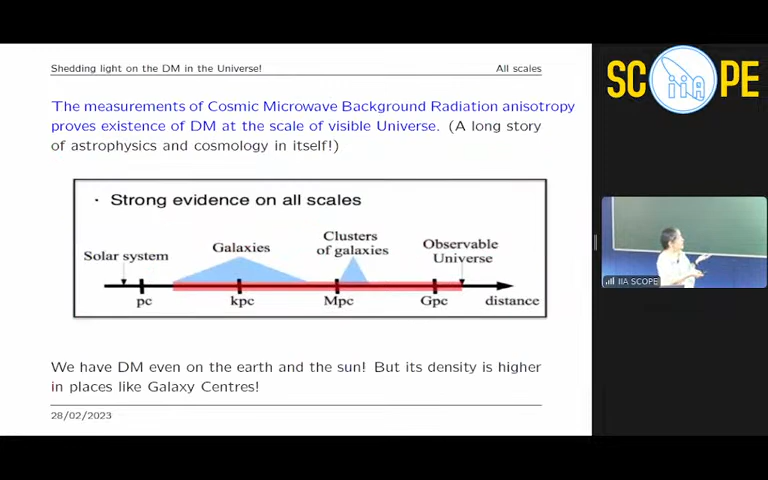 Shedding light on the DM in the Universe! All scales
The measurements of Cosmic Microwave Background Radiation anisotropy
proves existence of DM at the scale of visible Universe. (A long story
of astrophysics and cosmology in itself!)
· Strong evidence on all scales
Solar system
Galaxies
Clusters
of galaxies
Observable
Universe
pc kpc Mpc Gpc distance
We have DM even on the earth and the sun! But its density is higher
in places like Galaxy Centres!
28/02/2023
SC PE
iiA
IIA SCOPE